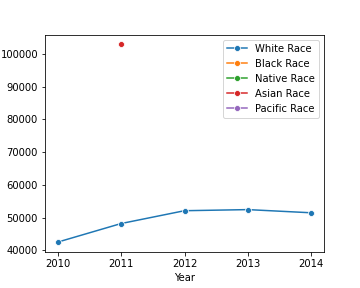 100000
90000
80000
70000
60000
50000
40000
2010 2011 2012 2013 2014
Year
White Race
Black Race
Native Race
Asian Race
Pacific Race